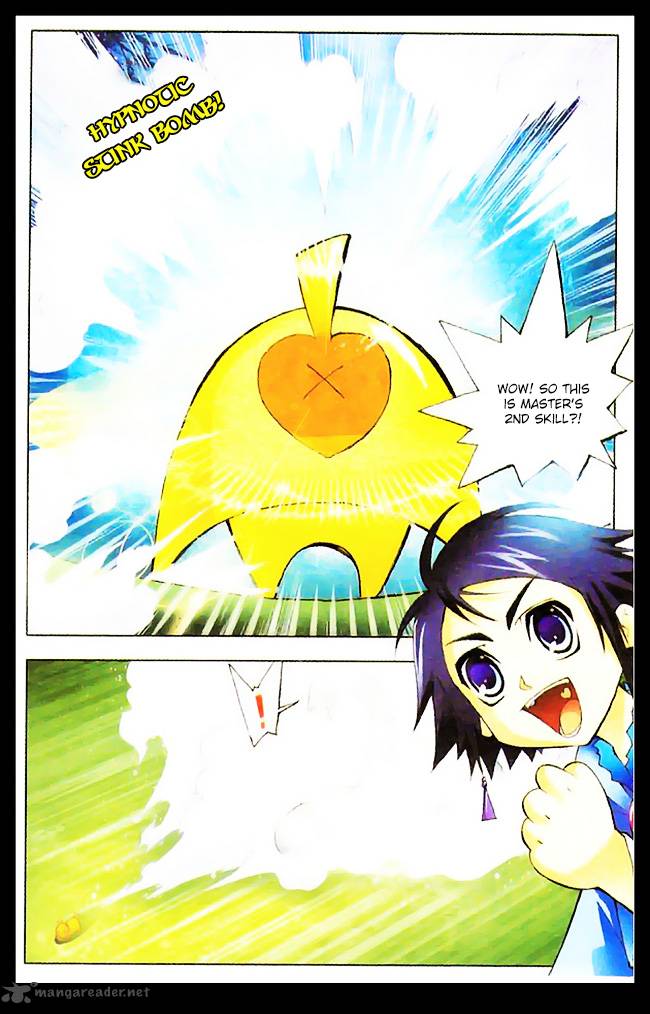 HYPNOTIC
STINK BOMB!
WOW! SO THIS
IS MASTER'S
2ND SKILL?!
!
mangareader.net